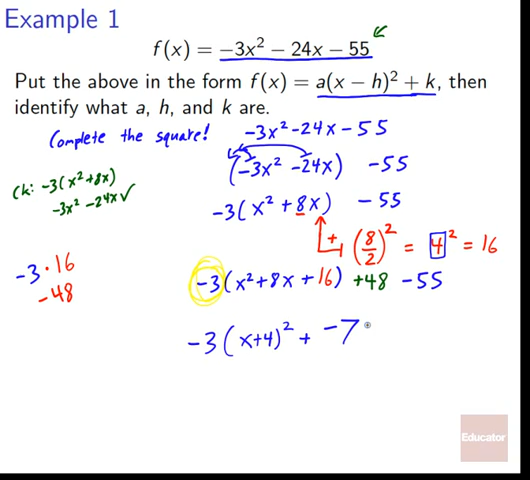 Example 1
f(x) = −3x² − 24x − 55
Put the above in the form f(x) = a(x − h)² + k, then
identify what a, h, and k are.
Complete the square!
-3x² -24x - 55
(-3x² -24x) -55
ck: -3(x² +8x)
-3x² -24x ✓
-3(x² + 8x) - 55
+ (8/2)² = 4² = 16
-3 · 16
-48
-3(x² +8x +16) +48 -55
-3(x+4)² + -7
Educator